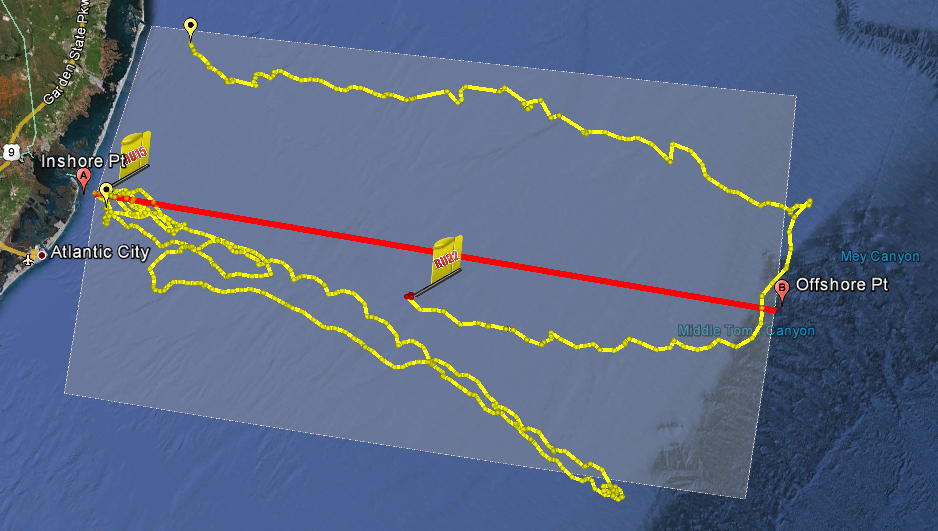 Garden State Pkwy
9
Inshore Pt
RU15
A
Atlantic City
RU22
Mey Canyon
B
Offshore Pt
Middle Toms Canyon